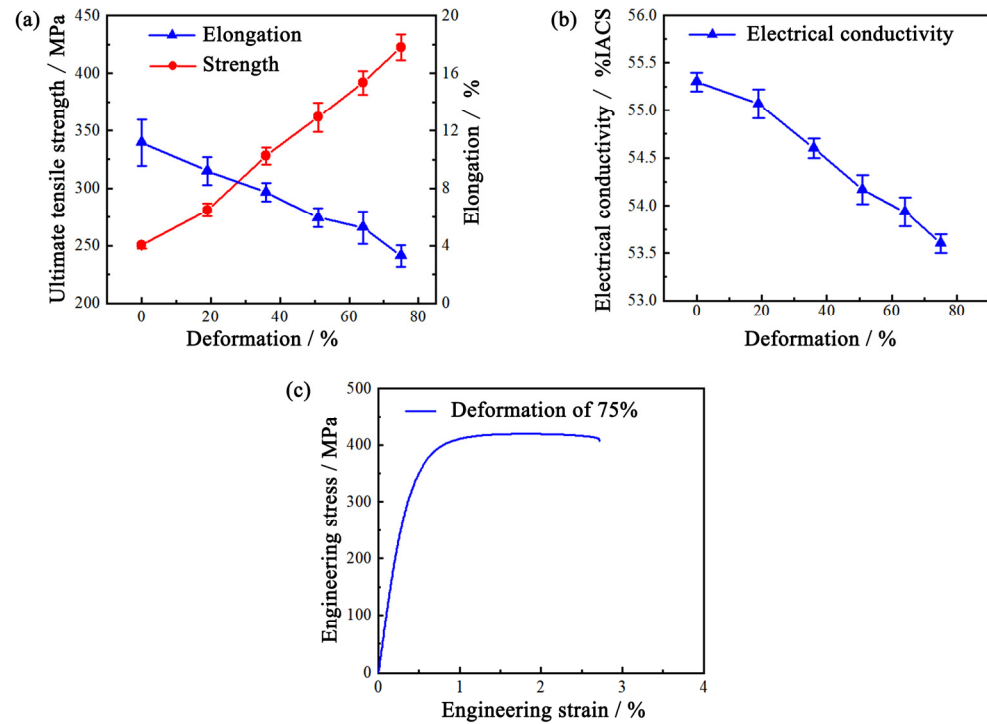 (a)
Elongation
Strength
Ultimate tensile strength / MPa
450
400
350
300
250
200
20
16
12
8
4
0
Elongation / %
0
20
40
60
80
Deformation / %
(b)
Electrical conductivity
Electrical conductivity / %IACS
56.0
55.5
55.0
54.5
54.0
53.5
53.0
0
20
40
60
80
Deformation / %
(c)
Deformation of 75%
Engineering stress / MPa
500
400
300
200
100
0
0
1
2
3
4
Engineering strain / %